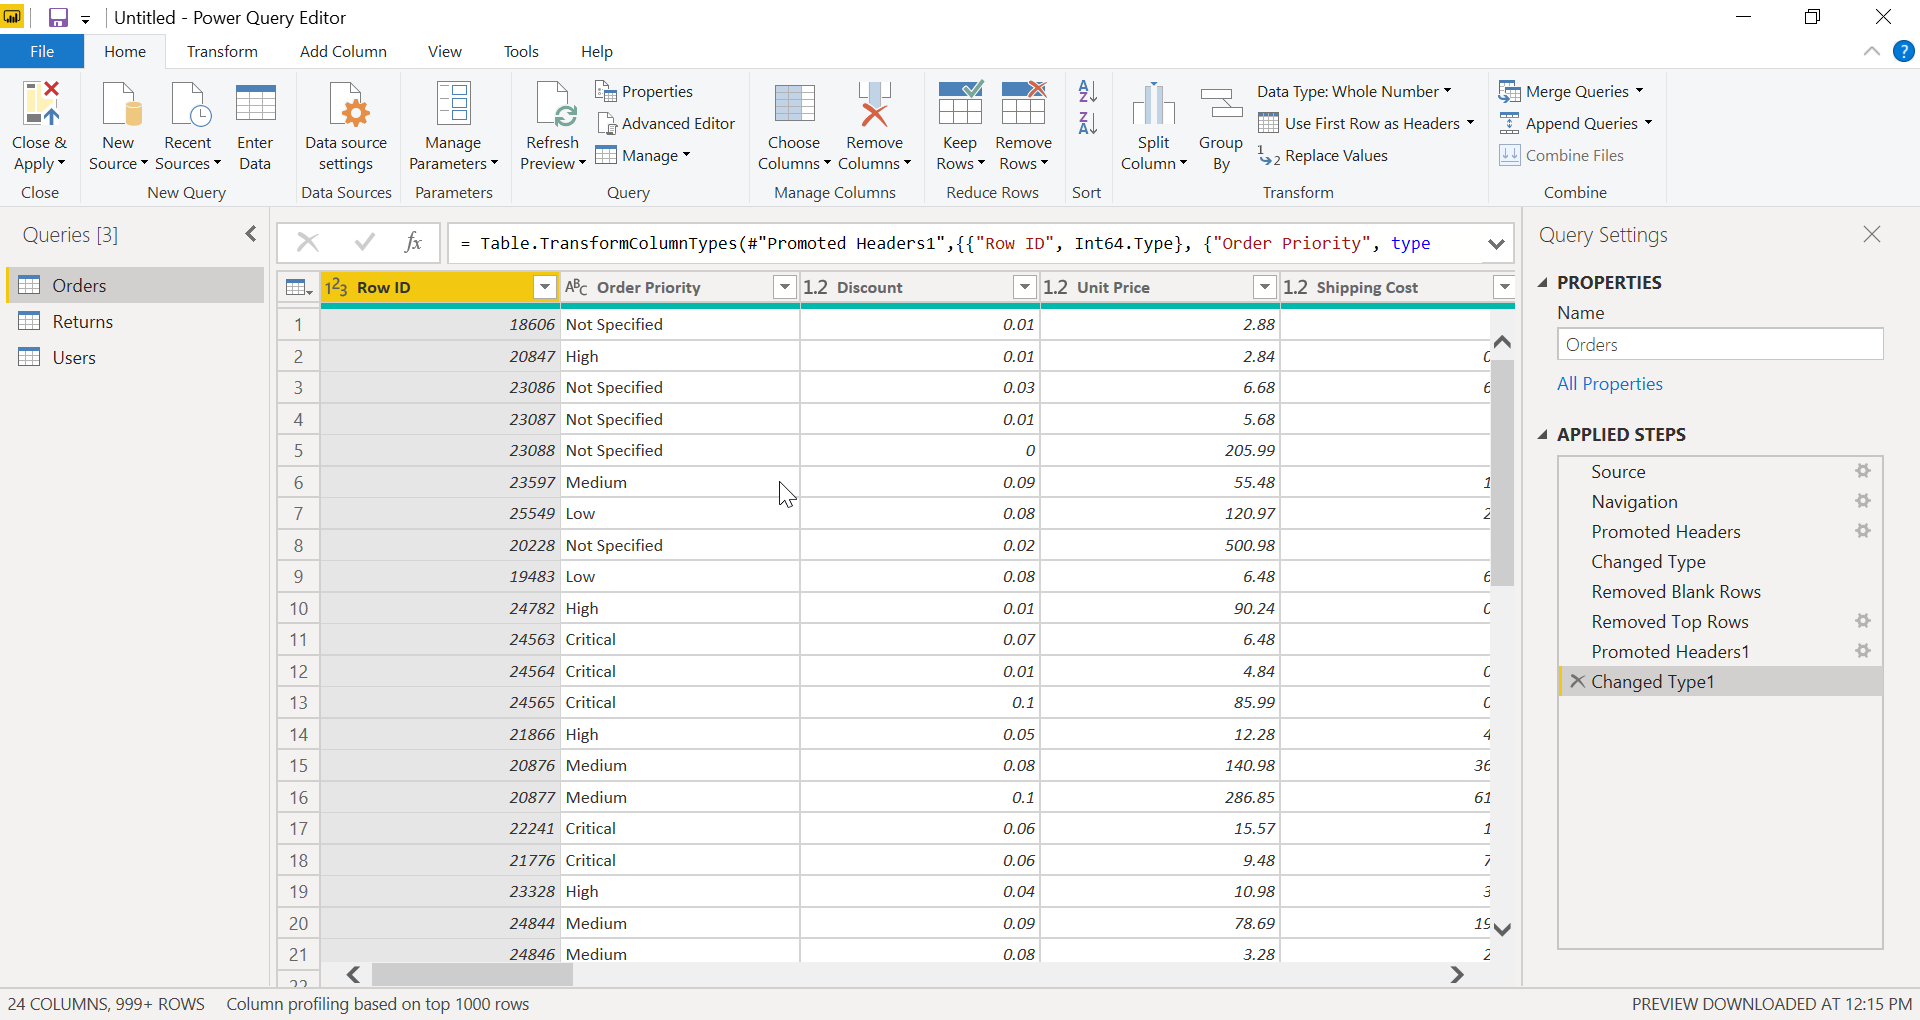 Untitled - Power Query Editor
File Home Transform Add Column View Tools Help
Close & Apply
New Source
Recent Sources
Enter Data
Data source settings
Manage Parameters
Refresh Preview
Properties
Advanced Editor
Manage
Choose Columns
Remove Columns
Keep Rows
Remove Rows
Split Column
Group By
Data Type: Whole Number
Use First Row as Headers
Replace Values
Merge Queries
Append Queries
Combine Files
Close New Query Data Sources Parameters Query Manage Columns Reduce Rows Sort Transform Combine
Queries [3]
Orders
Returns
Users
fx = Table.TransformColumnTypes(#"Promoted Headers1",{{"Row ID", Int64.Type}, {"Order Priority", type
Row ID Order Priority 1.2 Discount 1.2 Unit Price 1.2 Shipping Cost
1 18606 Not Specified 0.01 2.88
2 20847 High 0.01 2.84
3 23086 Not Specified 0.03 6.68
4 23087 Not Specified 0.01 5.68
5 23088 Not Specified 0 205.99
6 23597 Medium 0.09 55.48
7 25549 Low 0.08 120.97
8 20228 Not Specified 0.02 500.98
9 19483 Low 0.08 6.48
10 24782 High 0.01 90.24
11 24563 Critical 0.07 6.48
12 24564 Critical 0.01 4.84
13 24565 Critical 0.1 85.99
14 21866 High 0.05 12.28
15 20876 Medium 0.08 140.98 36
16 20877 Medium 0.1 286.85 61
17 22241 Critical 0.06 15.57
18 21776 Critical 0.06 9.48
19 23328 High 0.04 10.98
20 24844 Medium 0.09 78.69 19
21 24846 Medium 0.08 3.28
Query Settings
PROPERTIES
Name
Orders
All Properties
APPLIED STEPS
Source
Navigation
Promoted Headers
Changed Type
Removed Blank Rows
Removed Top Rows
Promoted Headers1
Changed Type1
24 COLUMNS, 999+ ROWS Column profiling based on top 1000 rows
PREVIEW DOWNLOADED AT 12:15 PM